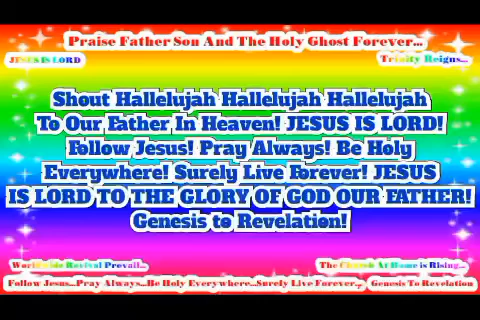 Praise Father Son And The Holy Ghost Forever...
JESUS IS LORD
Trinity Reigns...
Shout Hallelujah Hallelujah Hallelujah
To Our Father In Heaven! JESUS IS LORD!
Follow Jesus! Pray Always! Be Holy
Everywhere! Surely Live Forever! JESUS
IS LORD TO THE GLORY OF GOD OUR FATHER!
Genesis to Revelation!
Worldwide Revival Prevail...
The Church At Home is Rising...
Follow Jesus...Pray Always...Be Holy Everywhere...Surely Live Forever...
Genesis To Revelation